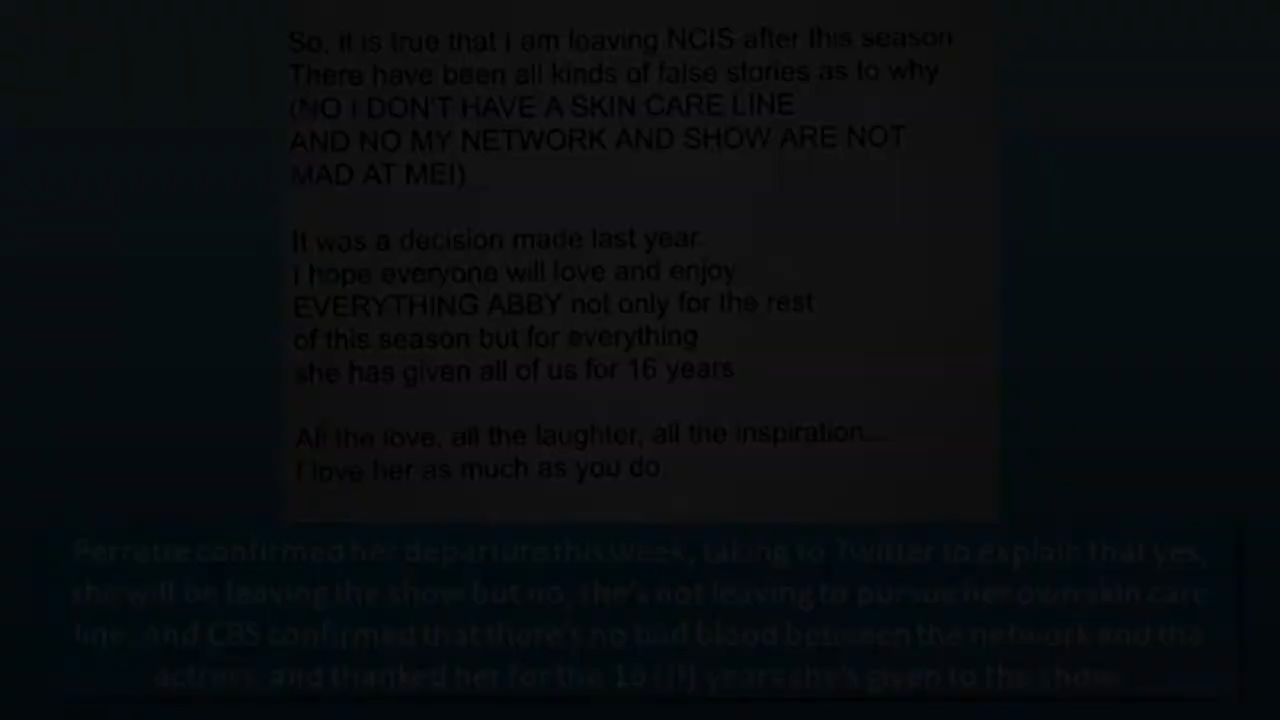 So, it is true that I am leaving NCIS after this season
There have been all kinds of false stories as to why
(NO I DON'T HAVE A SKIN CARE LINE
AND NO MY NETWORK AND SHOW ARE NOT
MAD AT ME!)
It was a decision made last year.
I hope everyone will love and enjoy
EVERYTHING ABBY not only for the rest
of this season but for everything
she has given all of us for 16 years
All the love, all the laughter, all the inspiration...
I love her as much as you do
confirmed her departure this week, taking to Twitter to explain that yes,
she will be leaving the show but no, she's not leaving to pursue her own skin care
line, and CBS confirmed that there's no bad blood between the network and the
actress, and thanked her for the years she's given to the show.